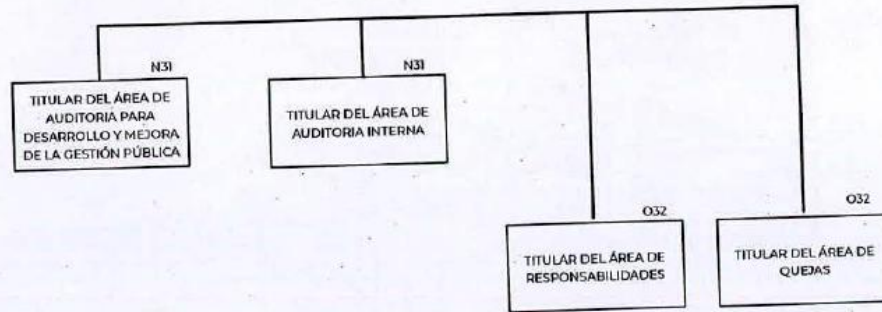 N31
TITULAR DEL ÁREA DE
AUDITORIA PARA
DESARROLLO Y MEJORA
DE LA GESTIÓN PÚBLICA
N31
TITULAR DEL ÁREA DE
AUDITORIA INTERNA
O32
TITULAR DEL ÁREA DE
RESPONSABILIDADES
O32
TITULAR DEL ÁREA DE
QUEJAS